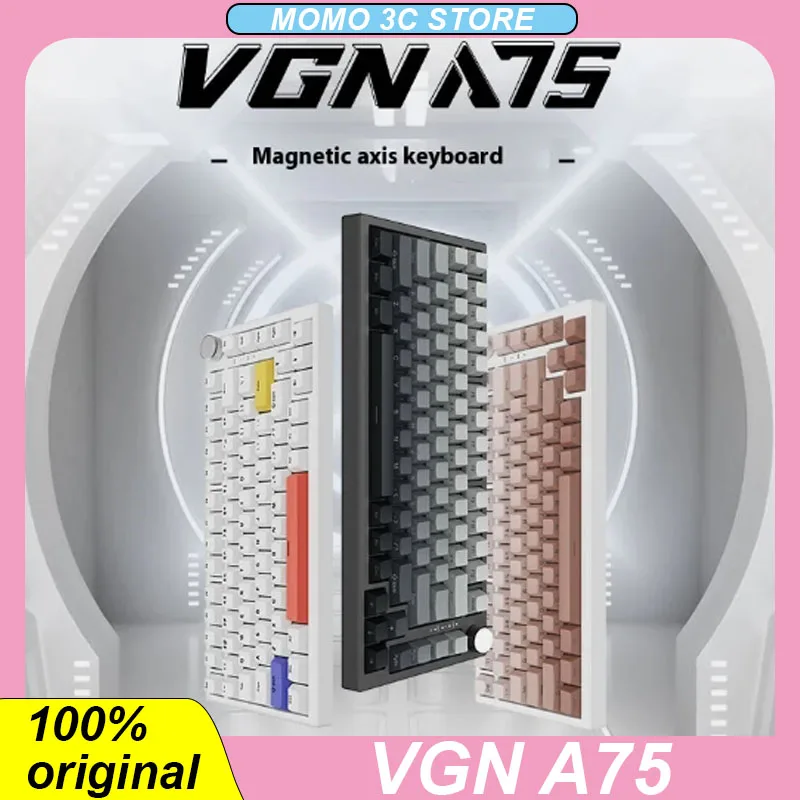 MOMO 3C STORE
VGN A75
Magnetic axis keyboard
100%
original
VGN A75